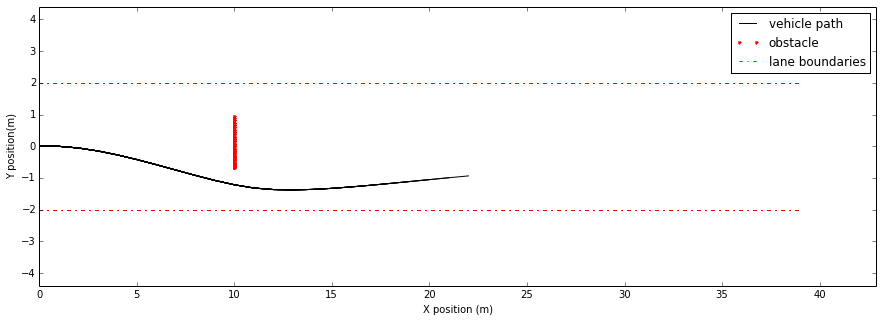 4
3
2
1
0
−1
−2
−3
−4
Y position(m)
vehicle path
obstacle
lane boundaries
0 5 10 15 20 25 30 35 40
X position (m)